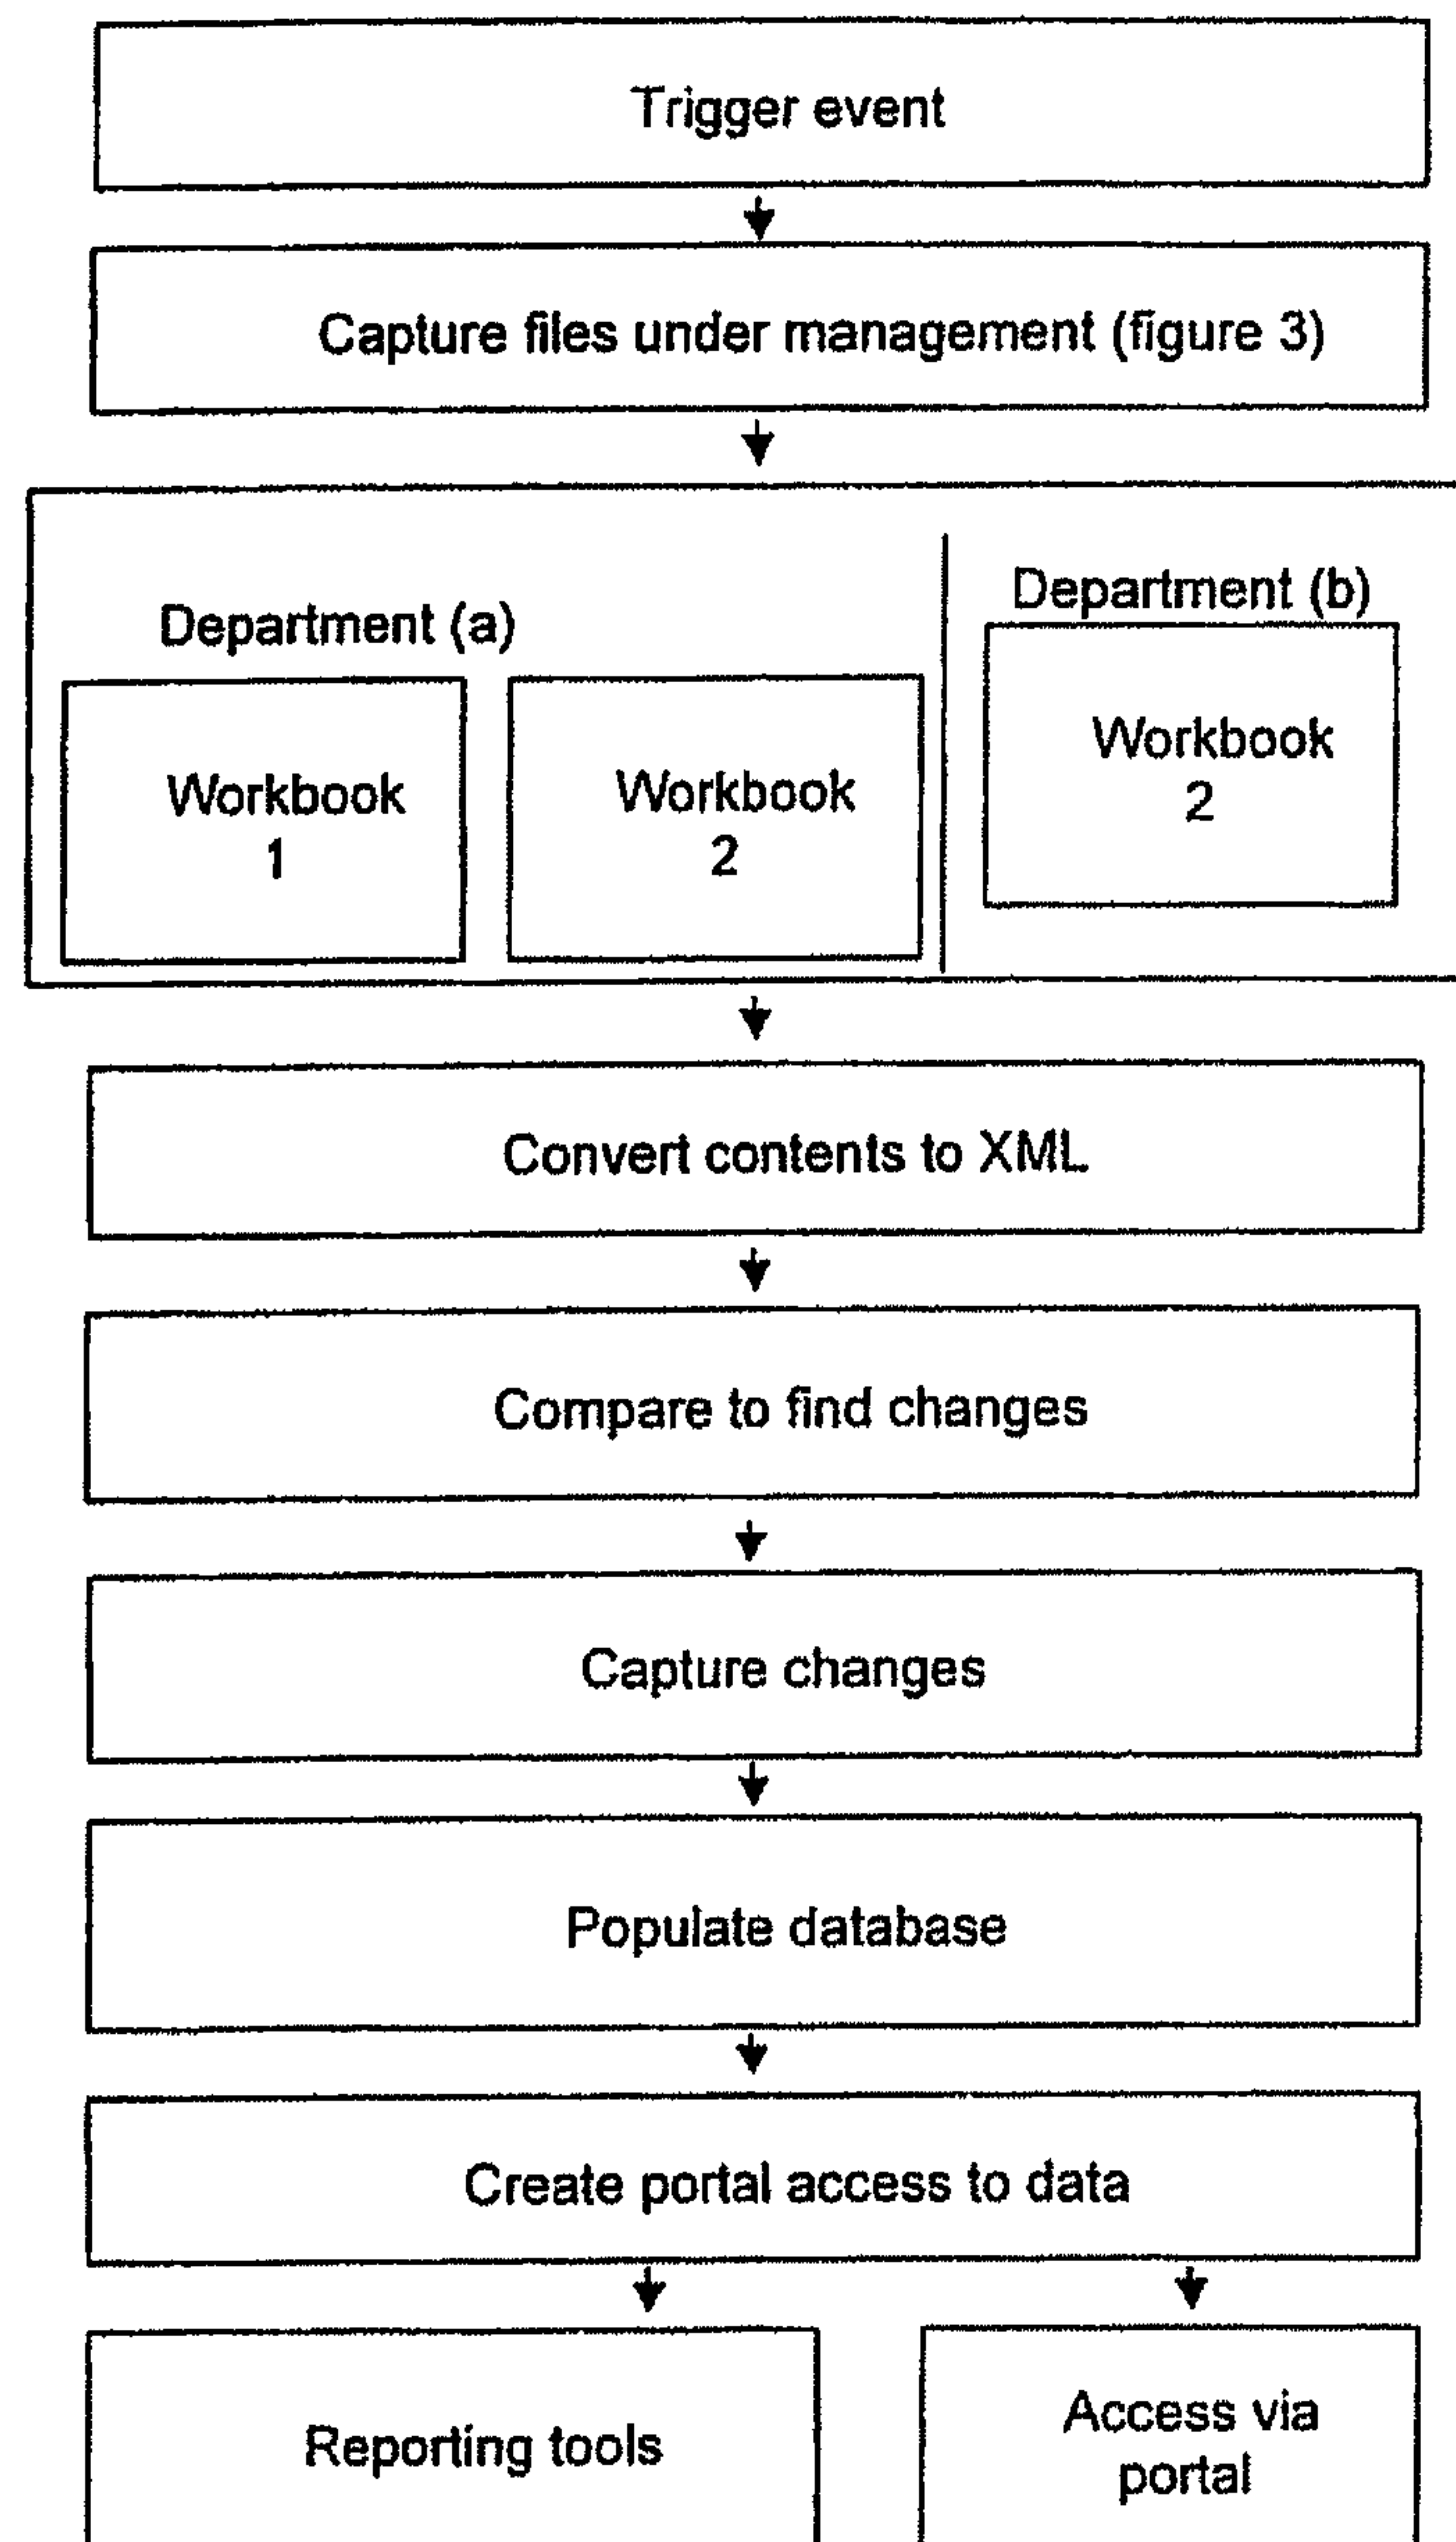 Trigger event
Capture files under management (figure 3)
Department (a)
Department (b)
Workbook
1
Workbook
2
Workbook
2
Convert contents to XML
Compare to find changes
Capture changes
Populate database
Create portal access to data
Reporting tools
Access via
portal